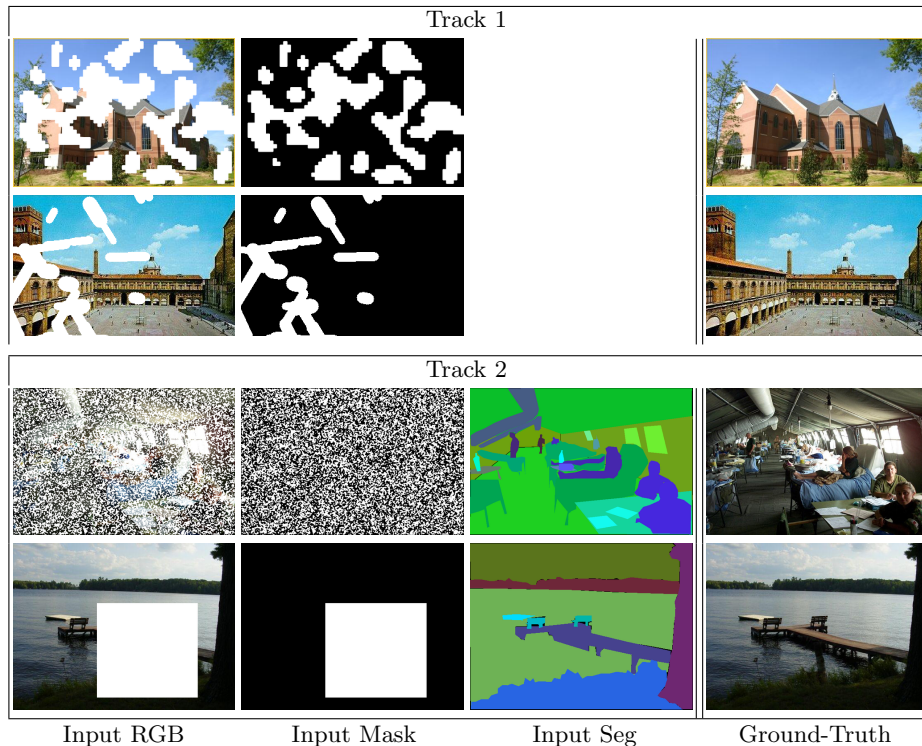 Track 1
Track 2
Input RGB
Input Mask
Input Seg
Ground-Truth